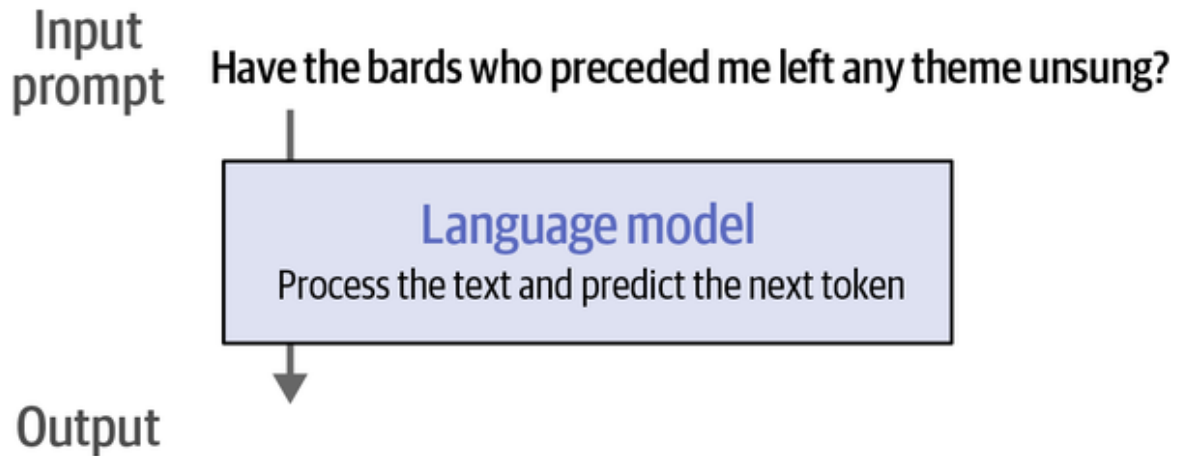 Input
prompt
Have the bards who preceded me left any theme unsung?
Language model
Process the text and predict the next token
Output